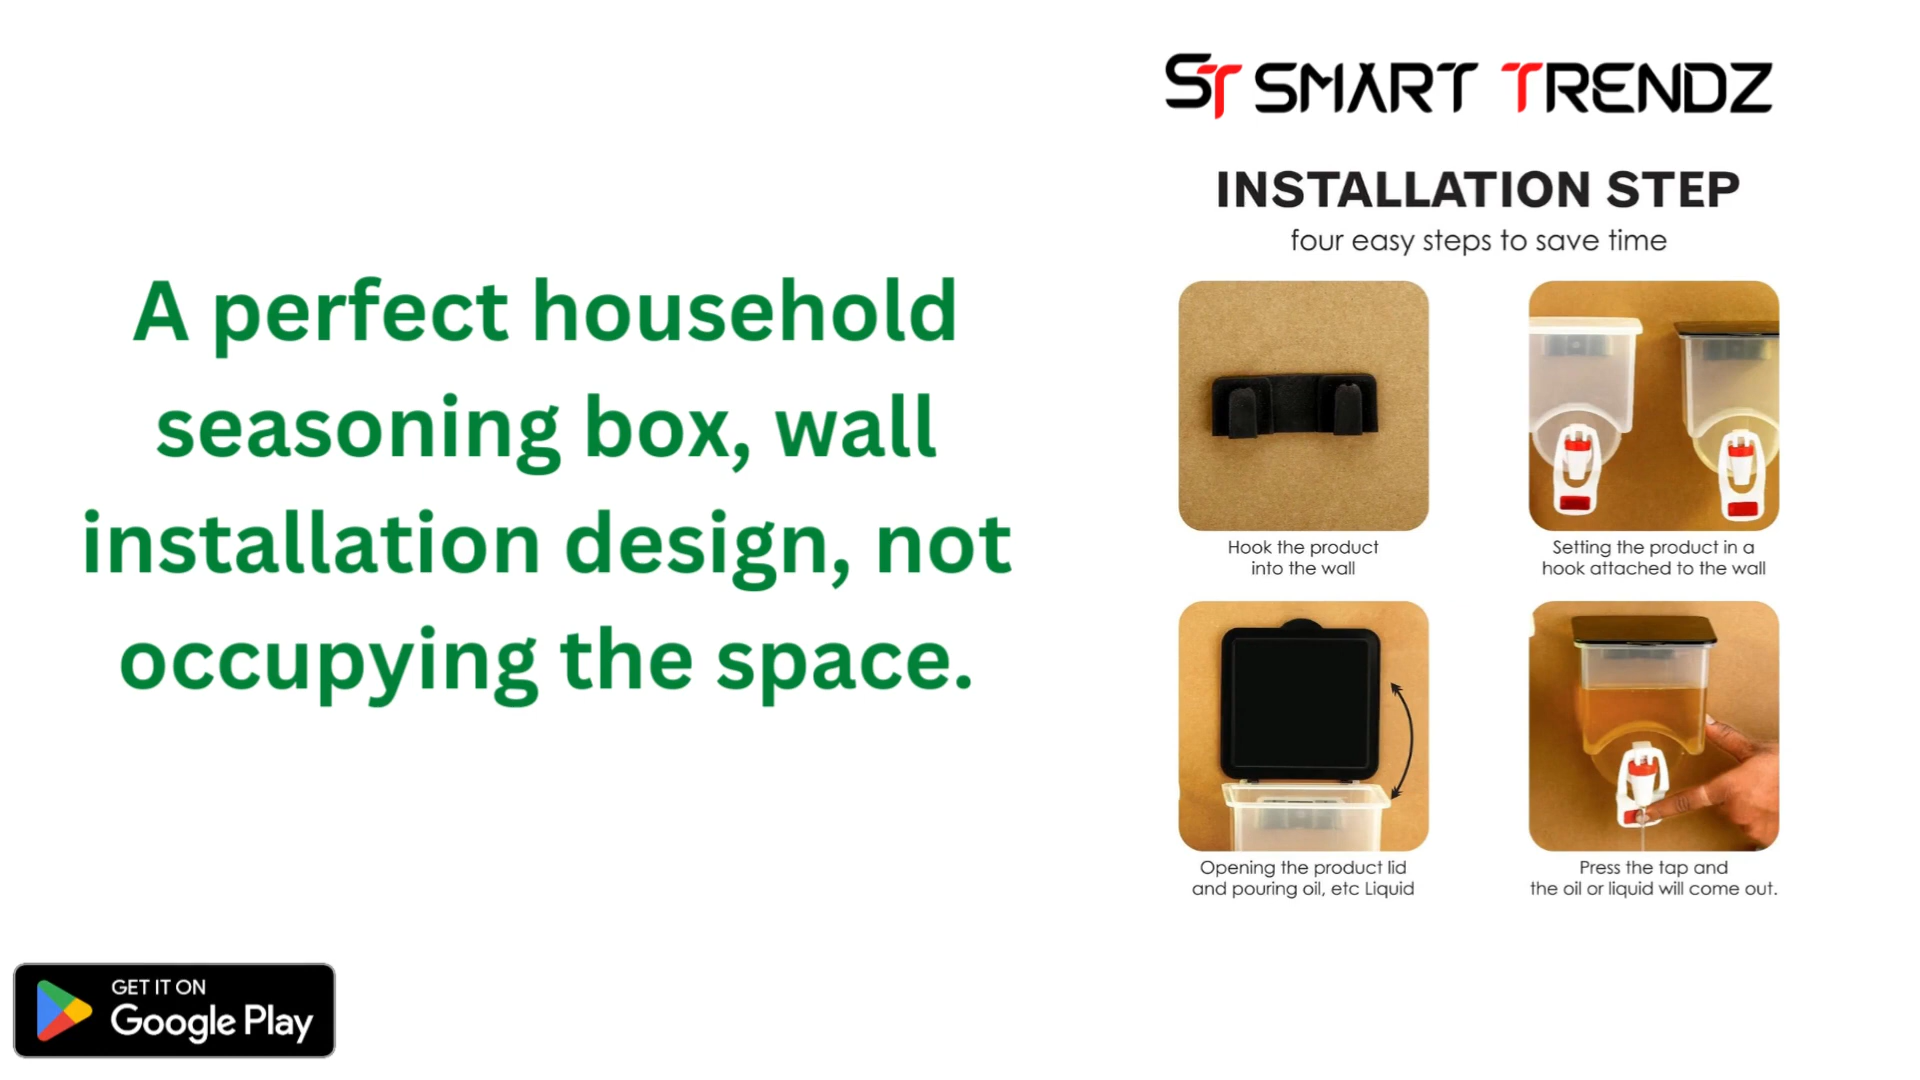 A perfect household
seasoning box, wall
installation design, not
occupying the space.
GET IT ON
Google Play
ST SMART TRENDZ
INSTALLATION STEP
four easy steps to save time
Hook the product
into the wall
Setting the product in a
hook attached to the wall
Opening the product lid
and pouring oil, etc Liquid
Press the tap and
the oil or liquid will come out.